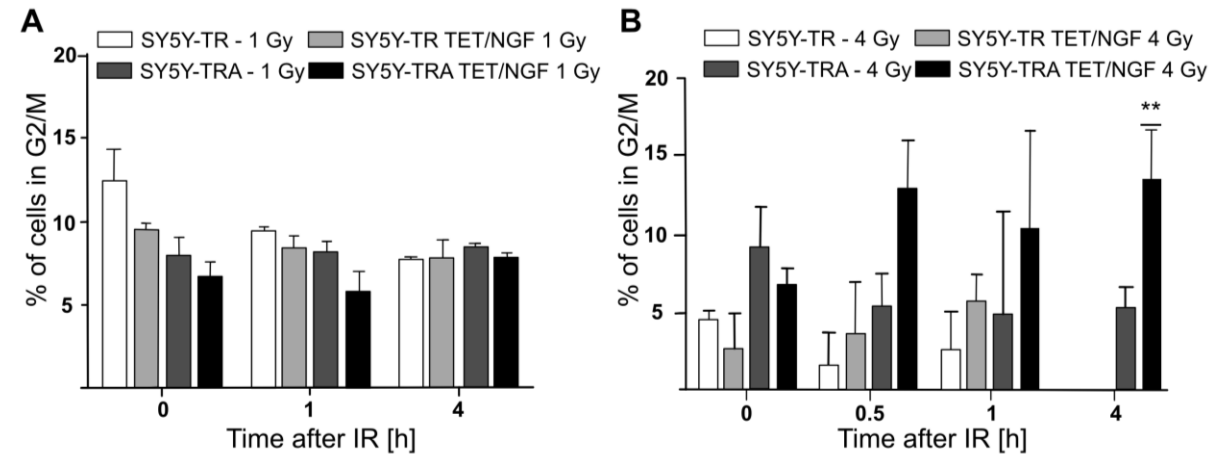 A
SY5Y-TR - 1 Gy SY5Y-TR TET/NGF 1 Gy
SY5Y-TRA - 1 Gy SY5Y-TRA TET/NGF 1 Gy
% of cells in G2/M
20
15
10
5
0 1 4
Time after IR [h]
B
SY5Y-TR - 4 Gy SY5Y-TR TET/NGF 4 Gy
SY5Y-TRA - 4 Gy SY5Y-TRA TET/NGF 4 Gy
% of cells in G2/M
20
15
10
5
**
0 0.5 1 4
Time after IR [h]